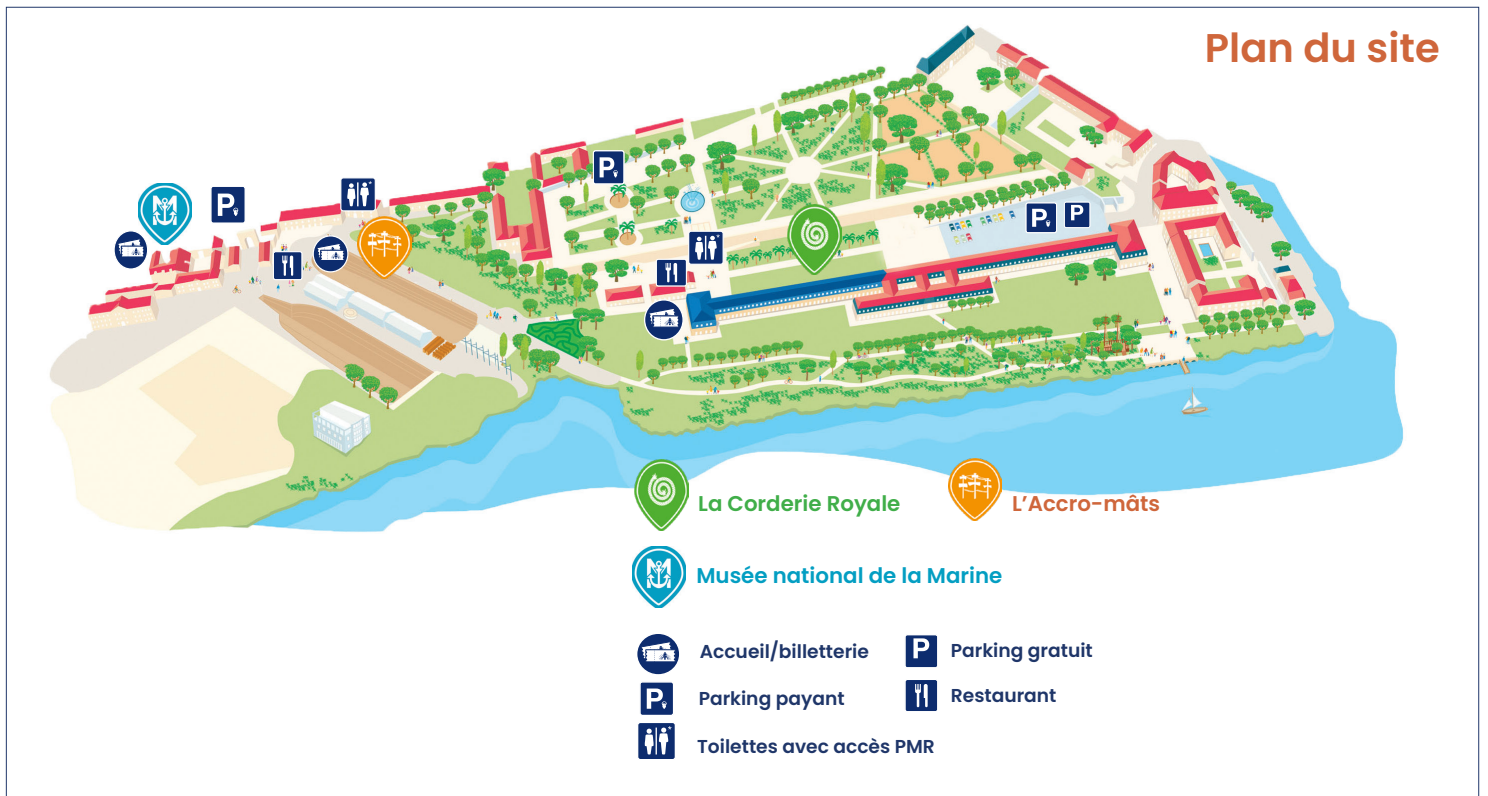 Plan du site
P
P
P
P
La Corderie Royale
L'Accro-mâts
M
Musée national de la Marine
Accueil/billetterie
P
Parking gratuit
P
Parking payant
Restaurant
Toilettes avec accès PMR